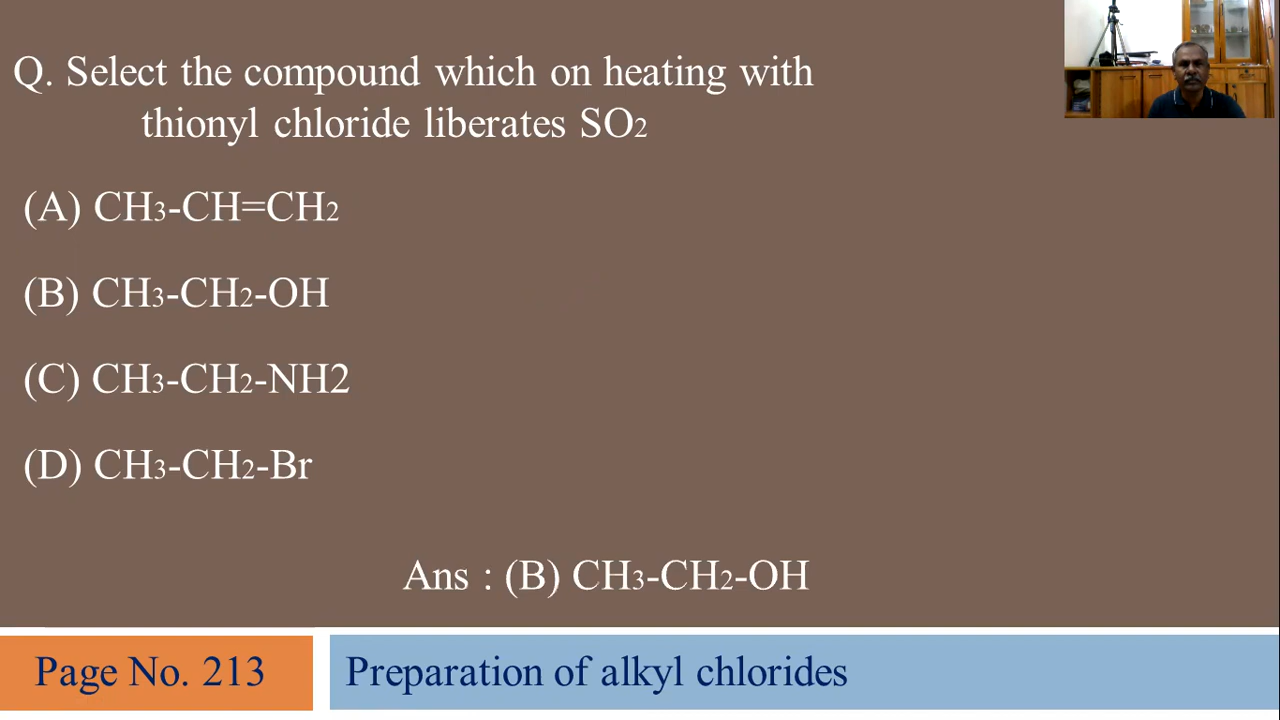 Q. Select the compound which on heating with
thionyl chloride liberates SO2
(A) CH3-CH=CH2
(B) CH3-CH2-OH
(C) CH3-CH2-NH2
(D) CH3-CH2-Br
Ans : (B) CH3-CH2-OH
Page No. 213
Preparation of alkyl chlorides